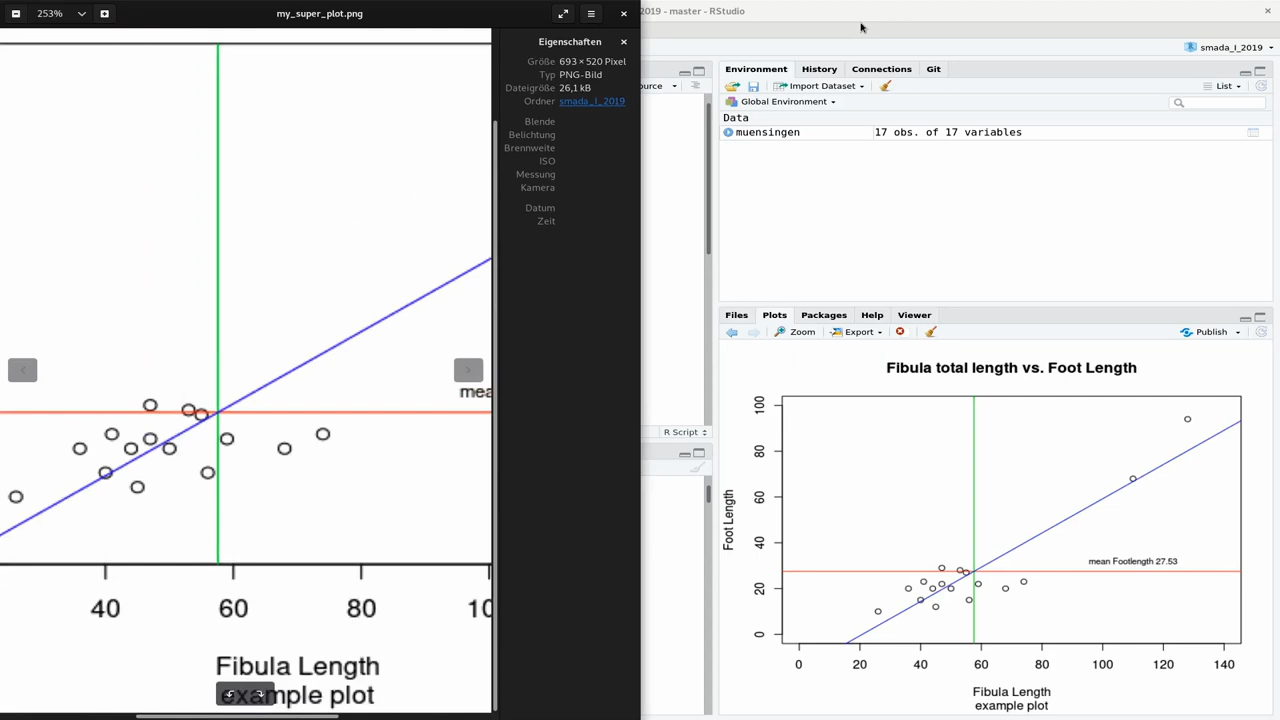 253%
my_super_plot.png
Eigenschaften
Größe 693 × 520 Pixel
Typ PNG-Bild
Dateigröße 26,1 kB
Ordner smada_I_2019
Blende
Belichtung
Brennweite
ISO
Messung
Kamera
Datum
Zeit
mea
40 60 80 10
Fibula Length
example plot
2019 - master - RStudio
smada_I_2019
ource
R Script
Environment History Connections Git
Import Dataset List
Global Environment
Data
muensingen 17 obs. of 17 variables
Files Plots Packages Help Viewer
Zoom Export Publish
Fibula total length vs. Foot Length
100
80
60
40
20
0
Foot Length
mean Footlength 27.53
0 20 40 60 80 100 120 140
Fibula Length
example plot